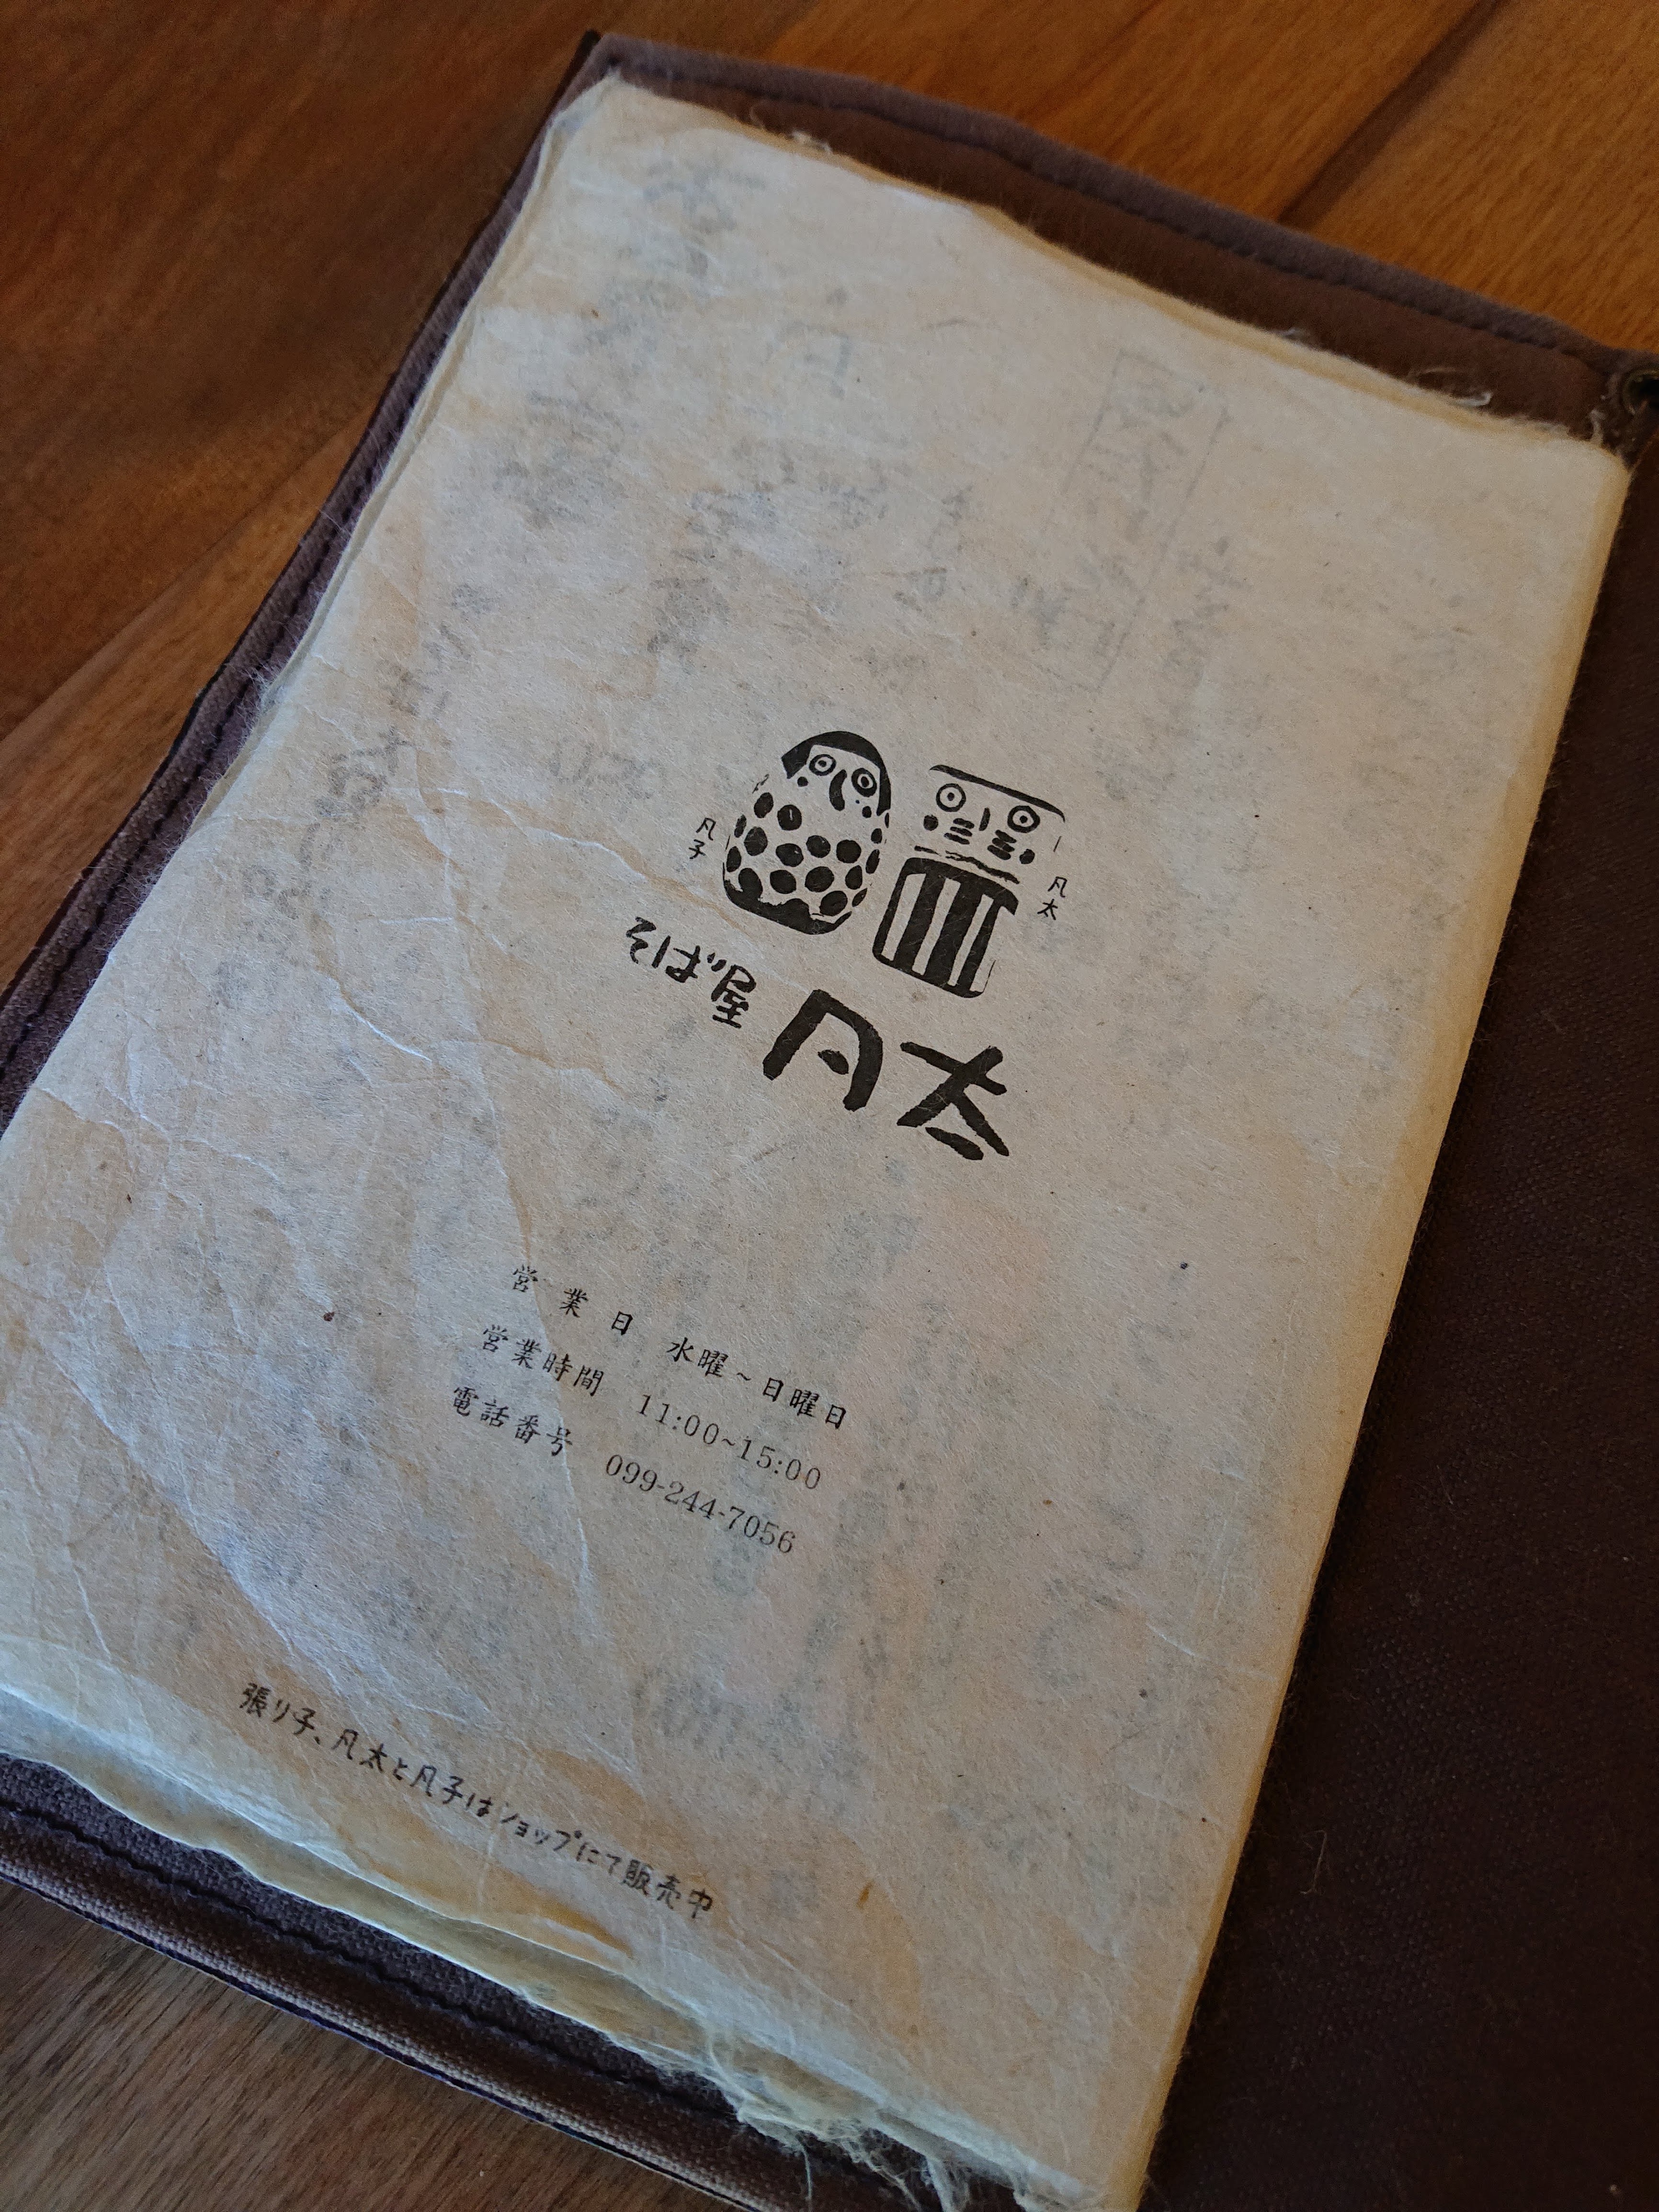 凡子
凡太
そば屋 凡太
営業日 水曜~日曜日
営業時間 11:00~15:00
電話番号 099-244-7056
張り子、凡太と凡子はショップにて販売中